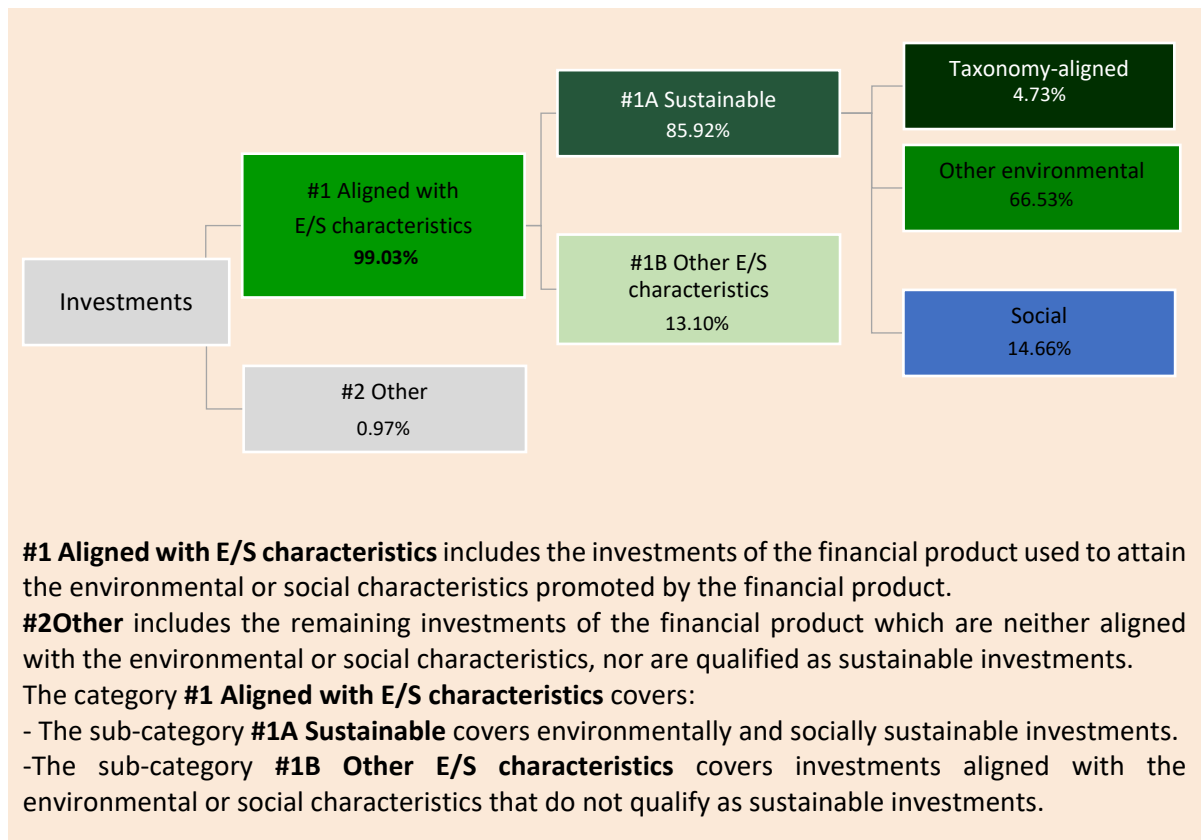 Investments
#1 Aligned with
E/S characteristics
99.03%
#2 Other
0.97%
#1A Sustainable
85.92%
#1B Other E/S
characteristics
13.10%
Taxonomy-aligned
4.73%
Other environmental
66.53%
Social
14.66%
#1 Aligned with E/S characteristics includes the investments of the financial product used to attain
the environmental or social characteristics promoted by the financial product.
#2Other includes the remaining investments of the financial product which are neither aligned
with the environmental or social characteristics, nor are qualified as sustainable investments.
The category #1 Aligned with E/S characteristics covers:
- The sub-category #1A Sustainable covers environmentally and socially sustainable investments.
-The sub-category #1B Other E/S characteristics covers investments aligned with the
environmental or social characteristics that do not qualify as sustainable investments.